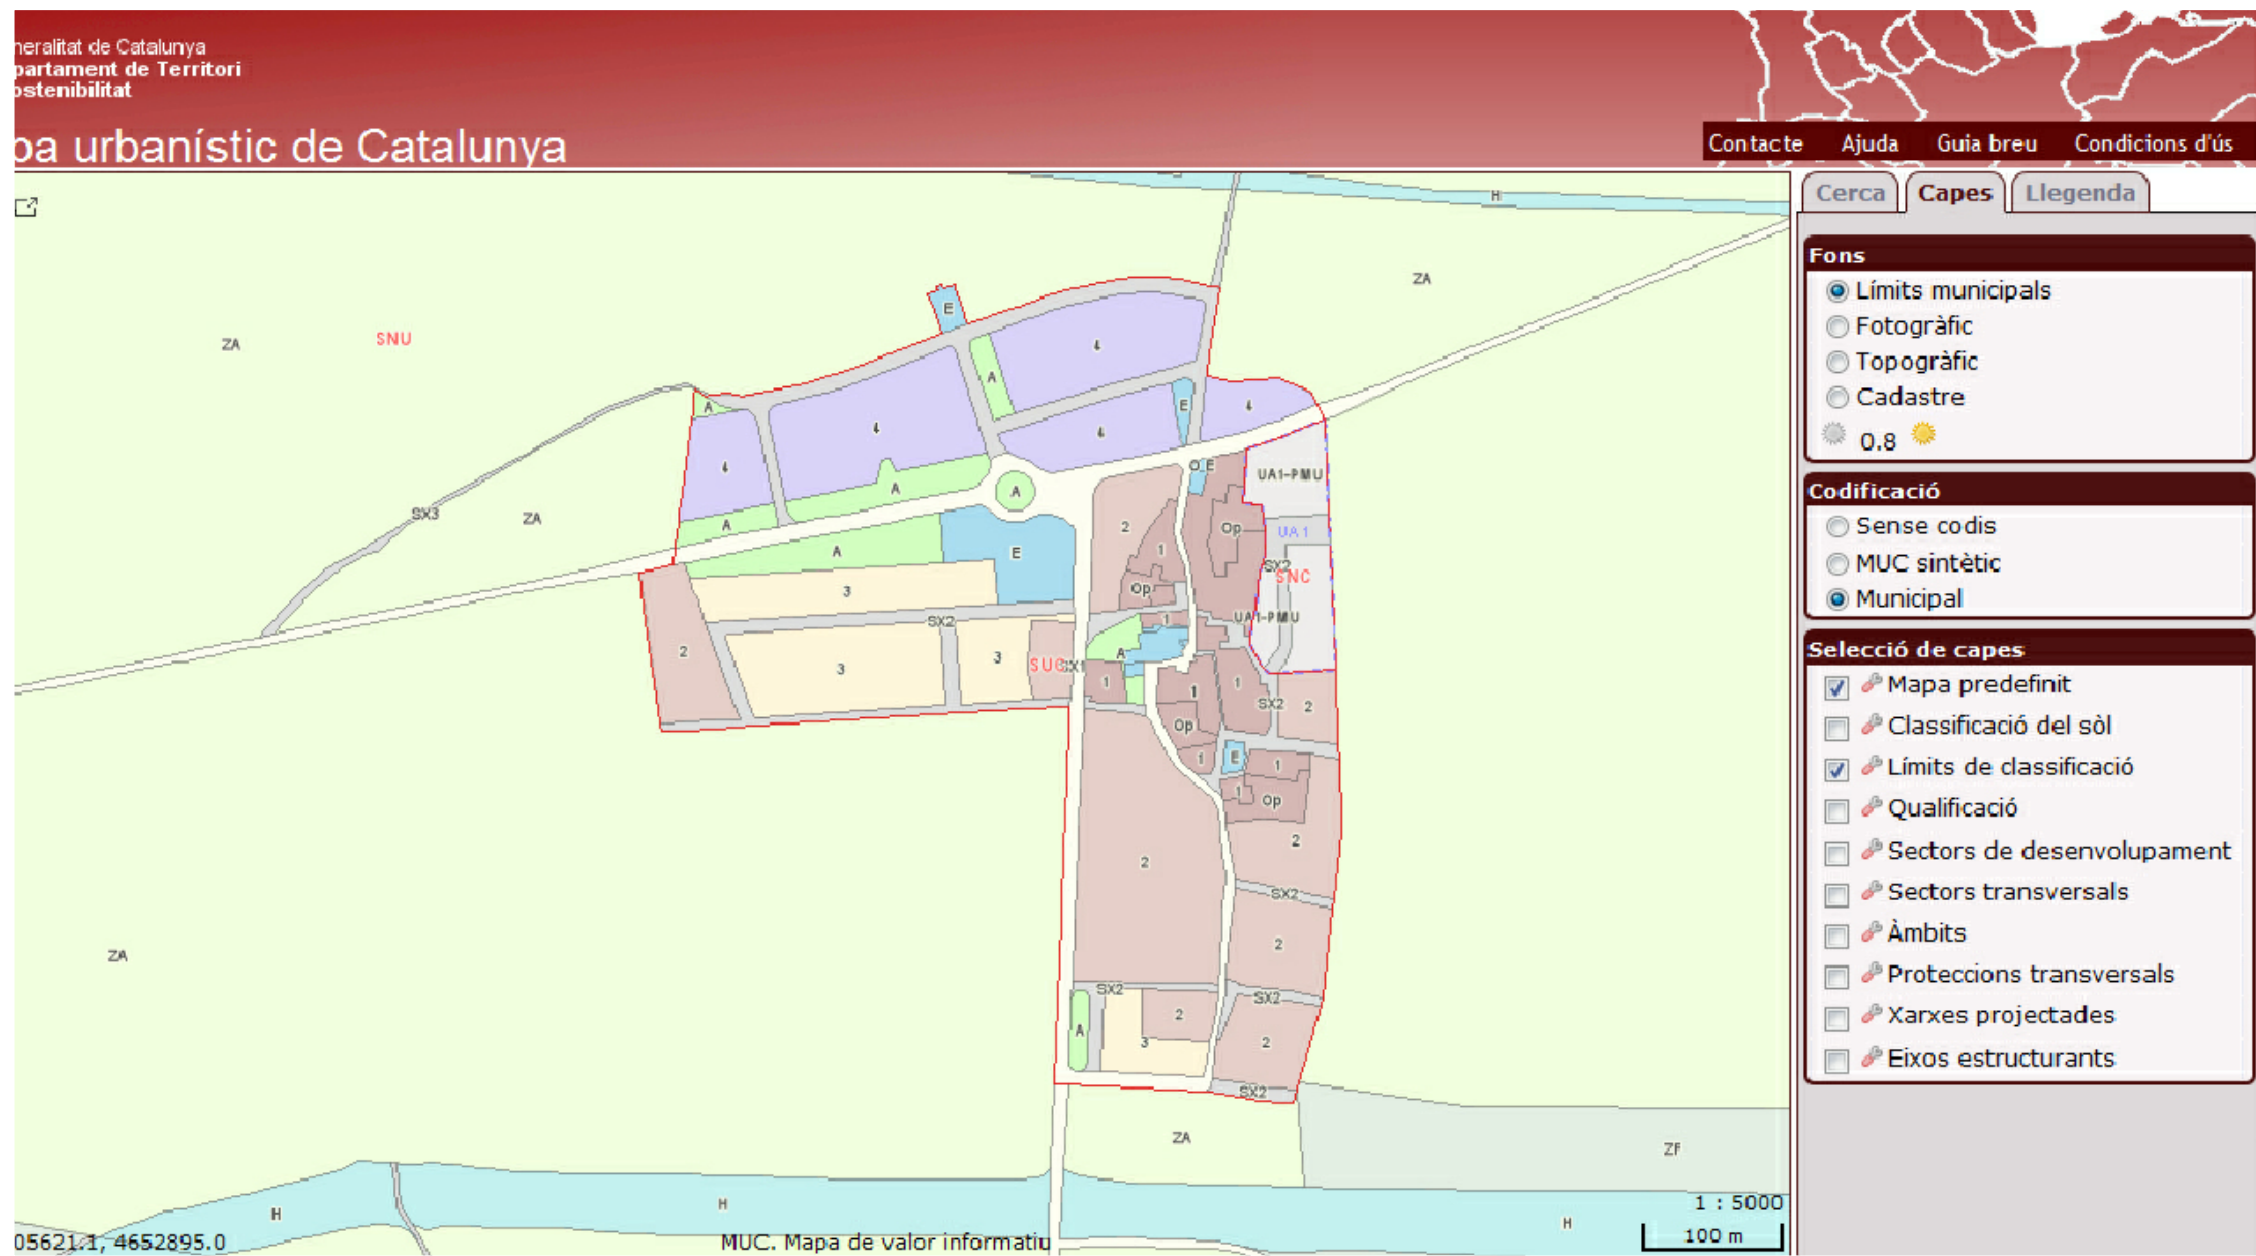 neralitat de Catalunya
partament de Territori
ostenibilitat
pa urbanístic de Catalunya
Contacte Ajuda Guia breu Condicions d'ús
Cerca Capes Llegenda
Fons
Límits municipals
Fotogràfic
Topogràfic
Cadastre
0.8
Codificació
Sense codis
MUC sintètic
Municipal
Selecció de capes
Mapa predefinit
Classificació del sòl
Límits de classificació
Qualificació
Sectors de desenvolupament
Sectors transversals
Àmbits
Proteccions transversals
Xarxes projectades
Eixos estructurants
H
ZA
ZA SNU
E
4
A
A
E
4
4
4
4
O E
UA1-PMU
A
A
SX3
ZA
A
2
Op
UA1
A
E
1
SX2
SNC
3
Op
SX2
1
UA1-PMU
2
3
3
SUC
SX1
A
1
1
1
SX2
2
Op
1
E
1
1
Op
2
2
SX2
2
ZA
SX2
SX2
A
2
3
2
SX2
ZA
ZF
H
H
H
1 : 5000
100 m
05621.1, 4652895.0
MUC. Mapa de valor informatiu